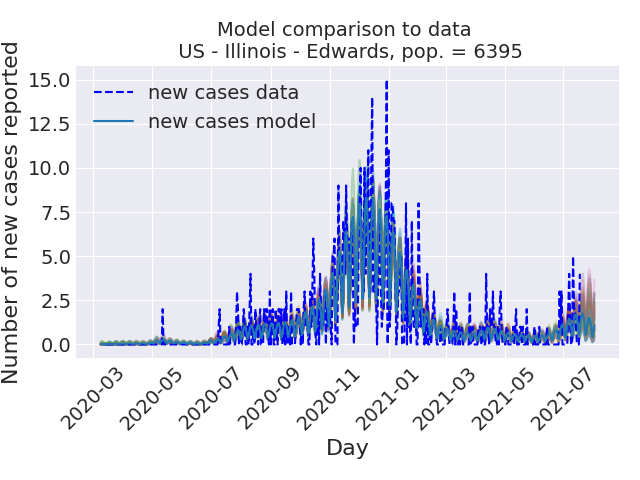 Model comparison to data
US - Illinois - Edwards, pop. = 6395
Number of new cases reported
15.0
12.5
10.0
7.5
5.0
2.5
0.0
new cases data
new cases model
2020-03
2020-05
2020-07
2020-09
2020-11
2021-01
2021-03
2021-05
2021-07
Day